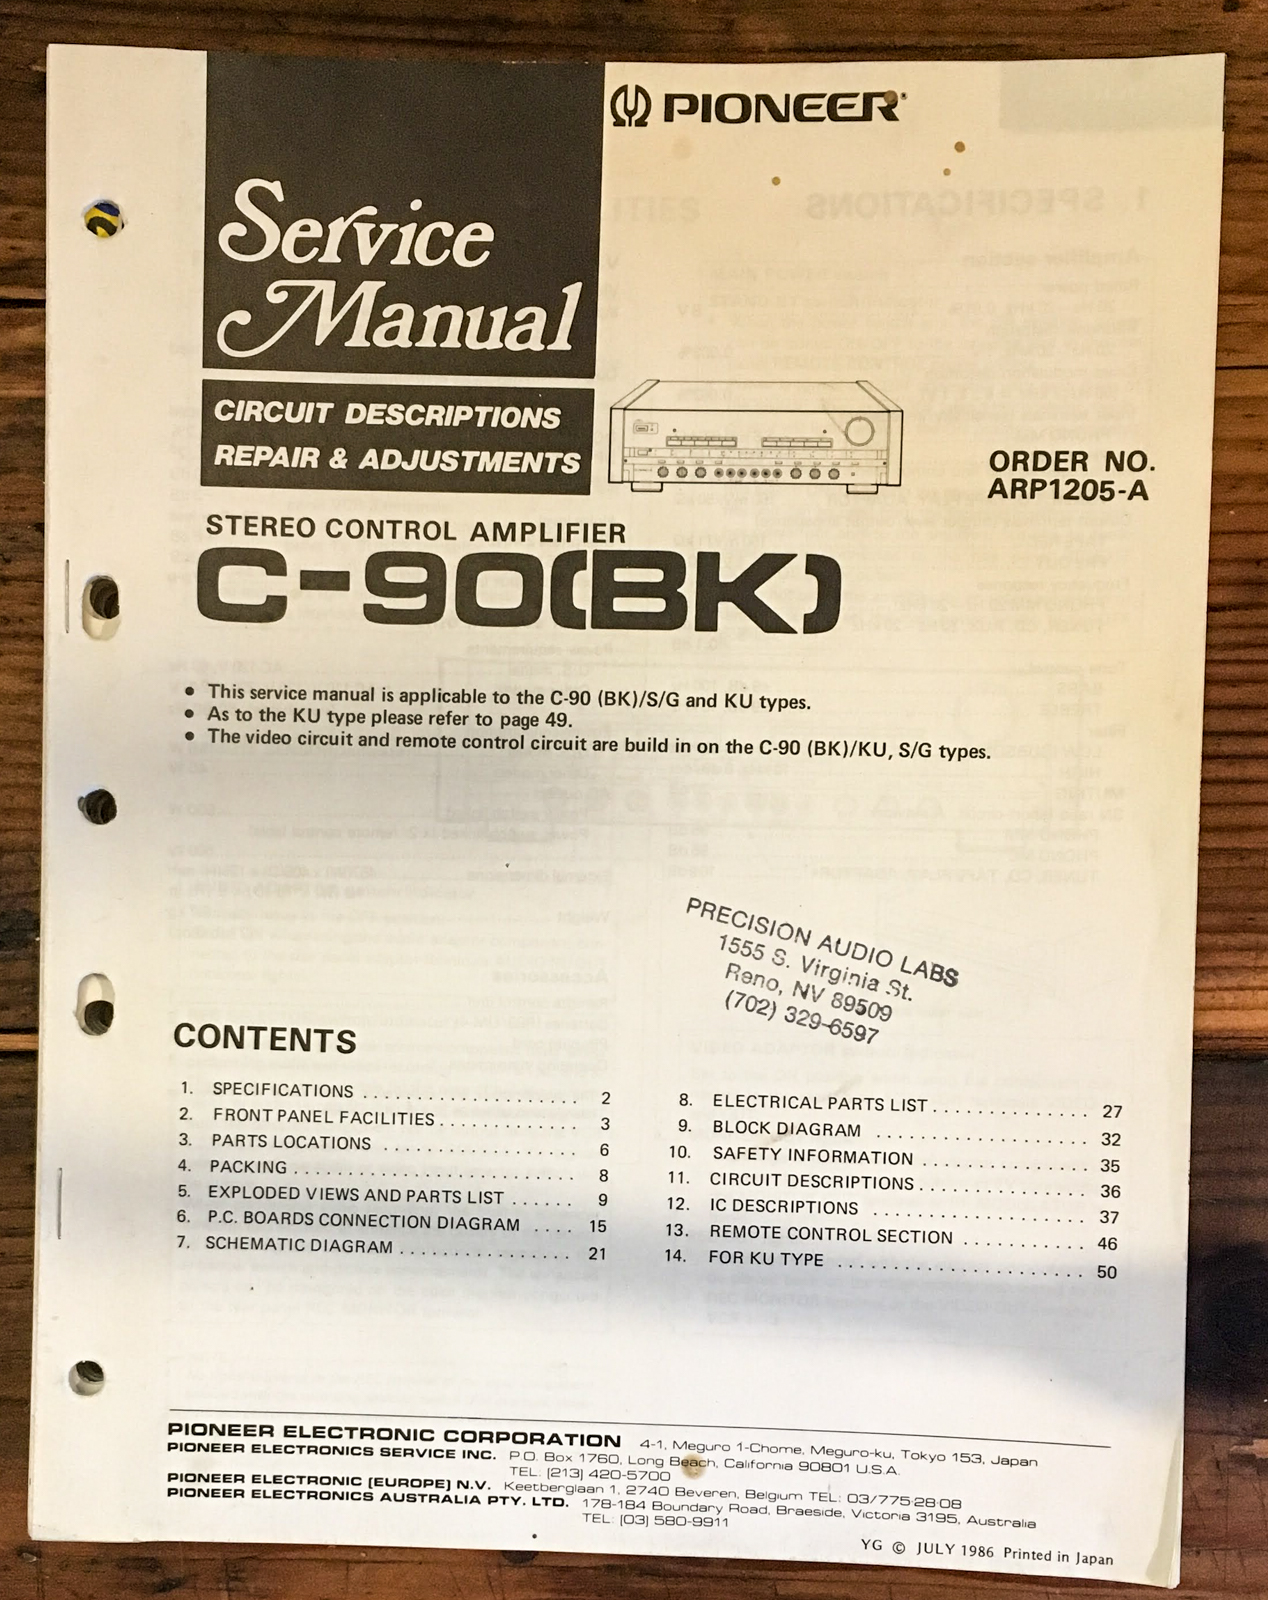 PIONEER
Service
Manual
CIRCUIT DESCRIPTIONS
REPAIR & ADJUSTMENTS
ORDER NO.
ARP1205-A
STEREO CONTROL AMPLIFIER
C-90(BK)
• This service manual is applicable to the C-90 (BK)/S/G and KU types.
• As to the KU type please refer to page 49.
• The video circuit and remote control circuit are build in on the C-90 (BK)/KU, S/G types.
PRECISION AUDIO LABS
1555 S. Virginia St.
Reno, NV 89509
(702) 329-6597
CONTENTS
1. SPECIFICATIONS .................... 2
2. FRONT PANEL FACILITIES ............. 3
3. PARTS LOCATIONS .................. 6
4. PACKING .......................... 8
5. EXPLODED VIEWS AND PARTS LIST ...... 9
6. P.C. BOARDS CONNECTION DIAGRAM .... 15
7. SCHEMATIC DIAGRAM ................ 21
8. ELECTRICAL PARTS LIST .............. 27
9. BLOCK DIAGRAM ................... 32
10. SAFETY INFORMATION ............... 35
11. CIRCUIT DESCRIPTIONS ............... 36
12. IC DESCRIPTIONS ................... 37
13. REMOTE CONTROL SECTION ........... 46
14. FOR KU TYPE ...................... 50
PIONEER ELECTRONIC CORPORATION 4-1, Meguro 1-Chome, Meguro-ku, Tokyo 153, Japan
PIONEER ELECTRONICS SERVICE INC. P.O. Box 1760, Long Beach, California 90801 U.S.A.
TEL: (213) 420-5700
PIONEER ELECTRONIC (EUROPE) N.V. Keetberglaan 1, 2740 Beveren, Belgium TEL: 03/775·28·08
PIONEER ELECTRONICS AUSTRALIA PTY. LTD. 178-184 Boundary Road, Braeside, Victoria 3195, Australia
TEL: (03) 580-9911
YG © JULY 1986 Printed in Japan